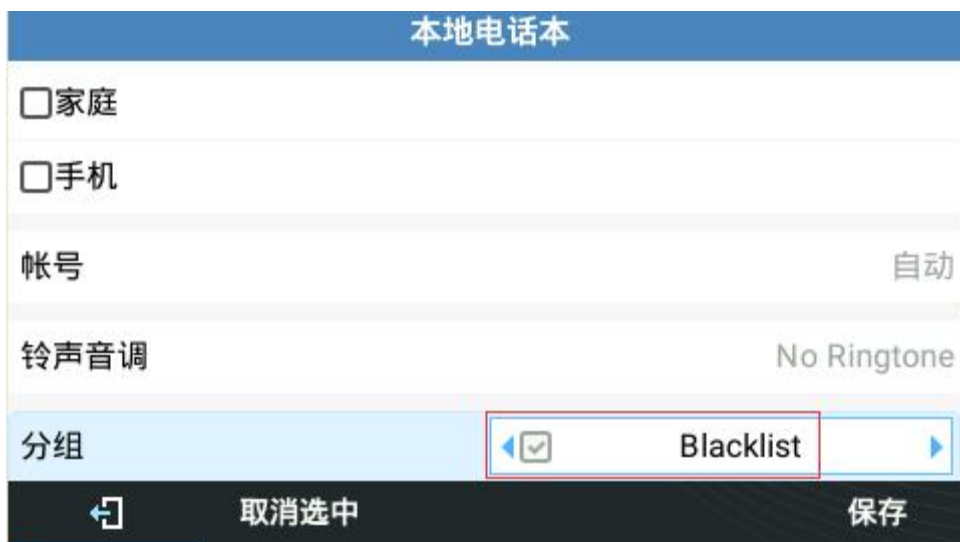 本地电话本
家庭
手机
帐号 自动
铃声音调 No Ringtone
分组 Blacklist
取消选中 保存